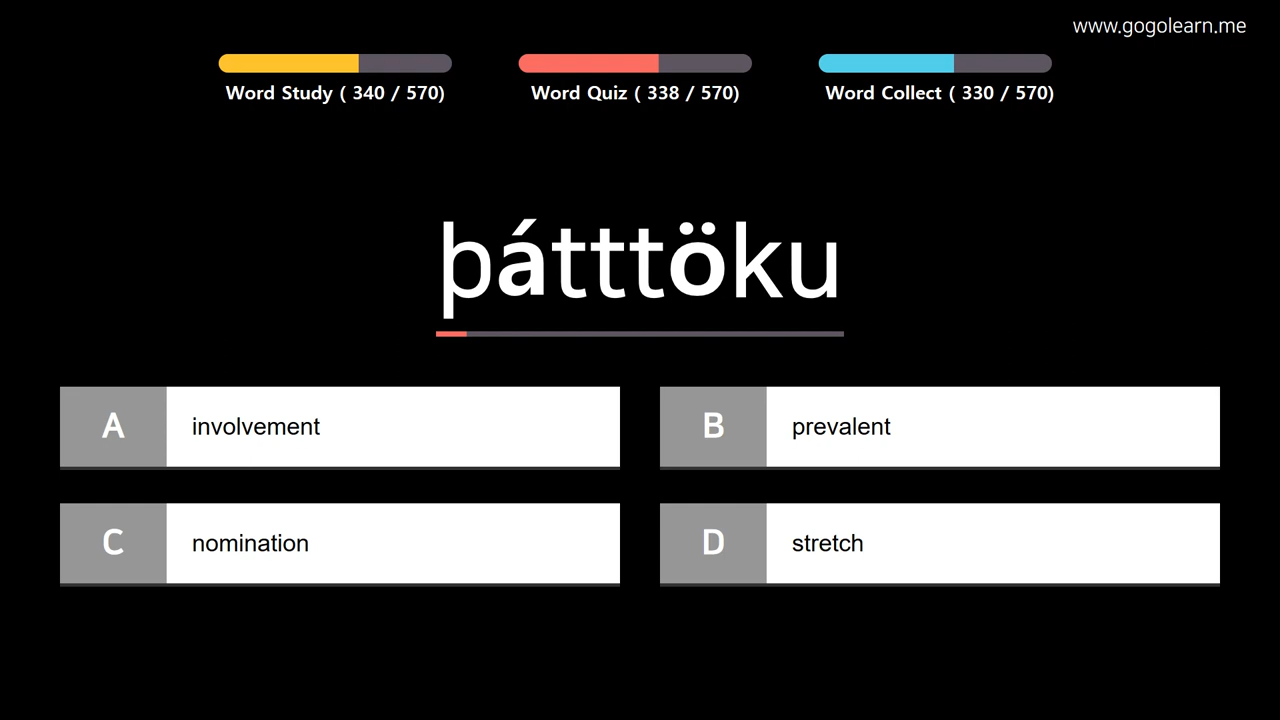 www.gogolearn.me
Word Study ( 340 / 570)
Word Quiz ( 338 / 570)
Word Collect ( 330 / 570)
þátttöku
A involvement
B prevalent
C nomination
D stretch